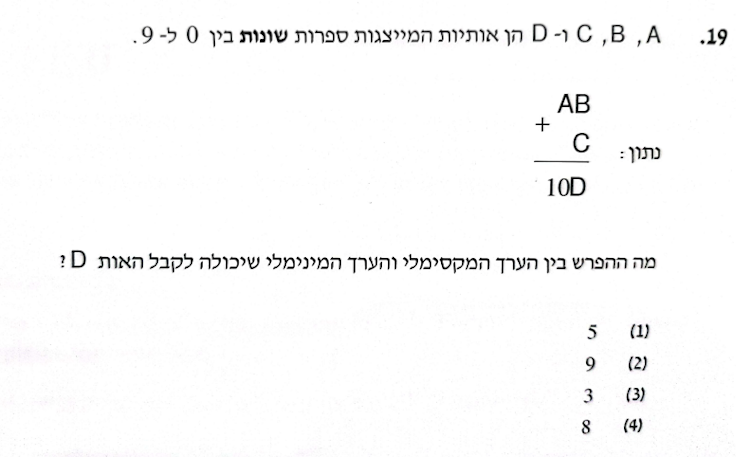 19. A , B , C ו- D הן אותיות המייצגות ספרות שונות בין 0 ל- 9.
AB
+
C
נתון:
10D
מה ההפרש בין הערך המקסימלי והערך המינימלי שיכולה לקבל האות D ?
(1) 5
(2) 9
(3) 3
(4) 8